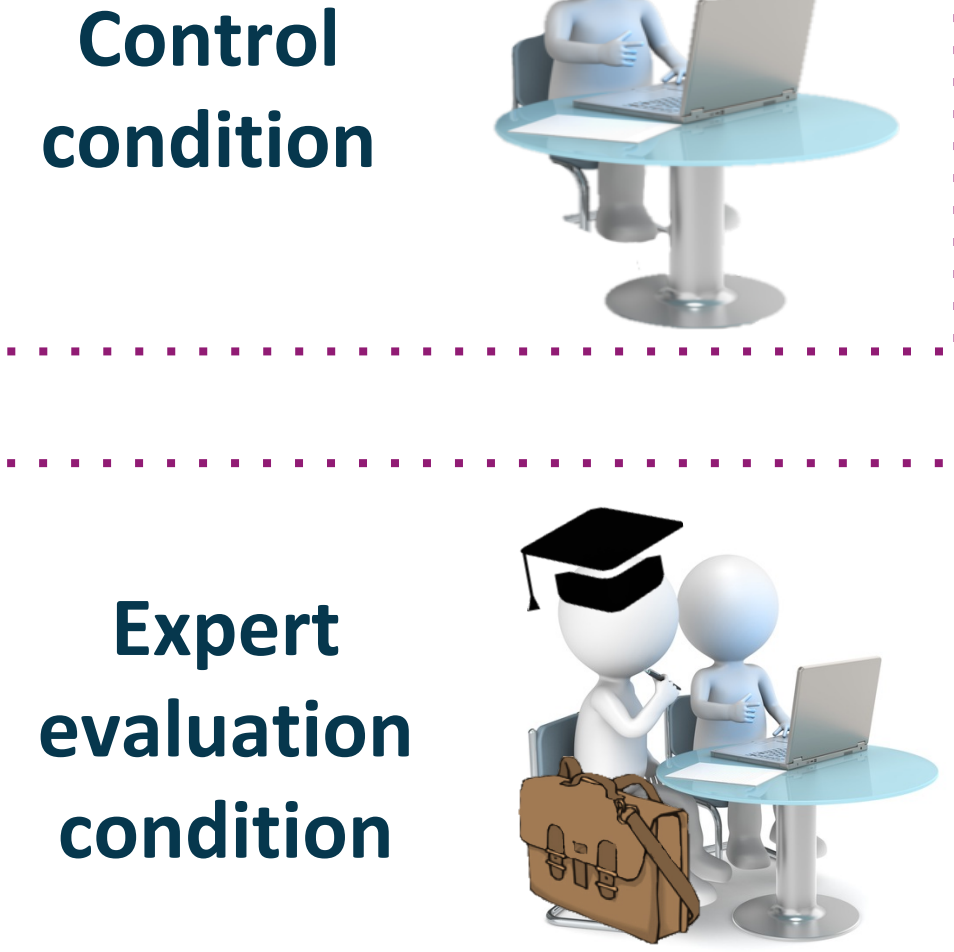 Control
condition
Expert
evaluation
condition